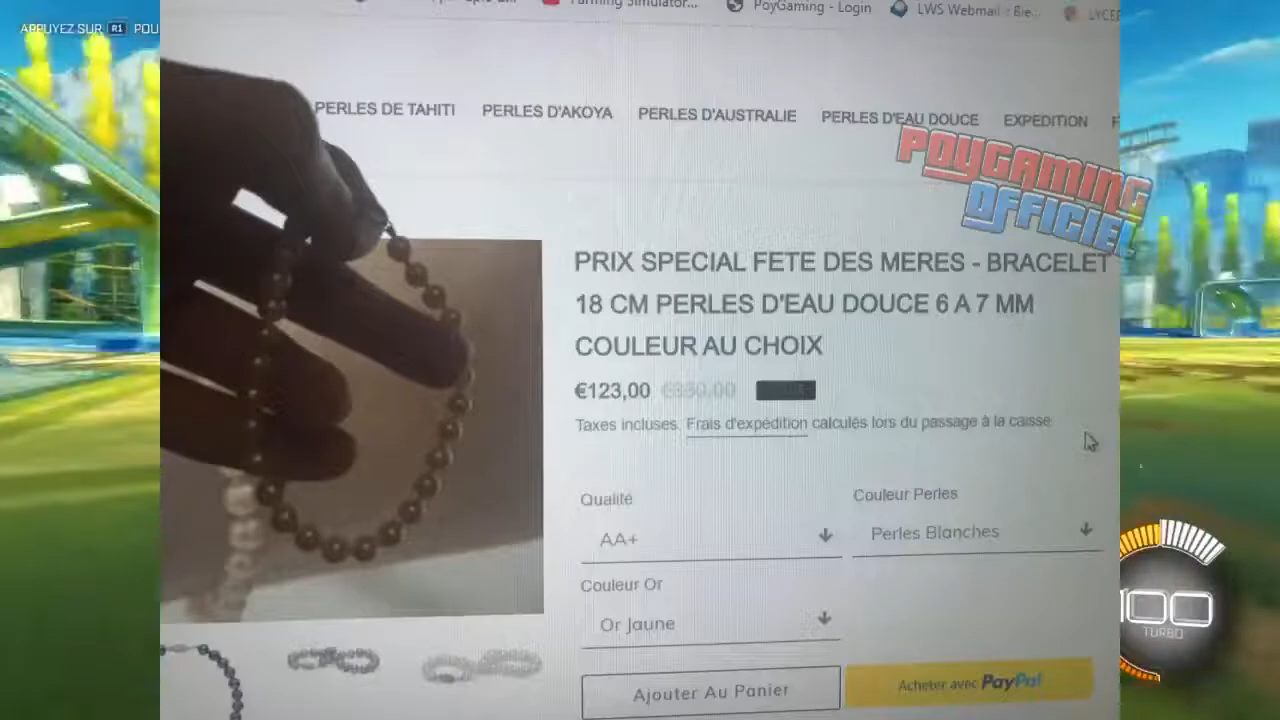 APPUYEZ SUR R1 POU
PoyGaming - Login
LWS Webmail :: Bie...
PERLES DE TAHITI PERLES D'AKOYA PERLES D'AUSTRALIE PERLES D'EAU DOUCE EXPEDITION
POYGAMING
OFFICIEL
PRIX SPECIAL FETE DES MERES - BRACELET
18 CM PERLES D'EAU DOUCE 6 A 7 MM
COULEUR AU CHOIX
€123,00
Taxes incluses. Frais d'expédition calculés lors du passage à la caisse
Qualité
Couleur Perles
AA+
Perles Blanches
Couleur Or
Or Jaune
Ajouter Au Panier
Acheter avec PayPal
100
TURBO